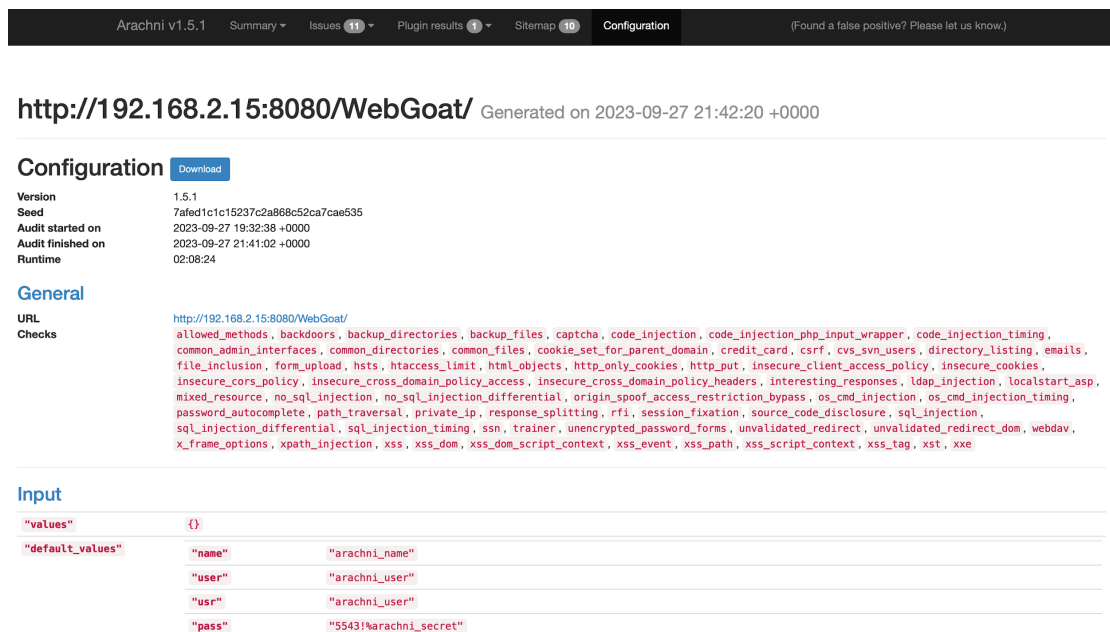 Arachni v1.5.1 Summary Issues 11 Plugin results 1 Sitemap 10 Configuration (Found a false positive? Please let us know.)
http://192.168.2.15:8080/WebGoat/ Generated on 2023-09-27 21:42:20 +0000
Configuration Download
Version 1.5.1
Seed 7afed1c1c15237c2a868c52ca7cae535
Audit started on 2023-09-27 19:32:38 +0000
Audit finished on 2023-09-27 21:41:02 +0000
Runtime 02:08:24
General
URL http://192.168.2.15:8080/WebGoat/
Checks allowed_methods , backdoors , backup_directories , backup_files , captcha , code_injection , code_injection_php_input_wrapper , code_injection_timing ,
common_admin_interfaces , common_directories , common_files , cookie_set_for_parent_domain , credit_card , csrf , cvs_svn_users , directory_listing , emails ,
file_inclusion , form_upload , hsts , htaccess_limit , html_objects , http_only_cookies , http_put , insecure_client_access_policy , insecure_cookies ,
insecure_cors_policy , insecure_cross_domain_policy_access , insecure_cross_domain_policy_headers , interesting_responses , ldap_injection , localstart_asp ,
mixed_resource , no_sql_injection , no_sql_injection_differential , origin_spoof_access_restriction_bypass , os_cmd_injection , os_cmd_injection_timing ,
password_autocomplete , path_traversal , private_ip , response_splitting , rfi , session_fixation , source_code_disclosure , sql_injection ,
sql_injection_differential , sql_injection_timing , ssn , trainer , unencrypted_password_forms , unvalidated_redirect , unvalidated_redirect_dom , webdav ,
x_frame_options , xpath_injection , xss , xss_dom , xss_dom_script_context , xss_event , xss_path , xss_script_context , xss_tag , xst , xxe
Input
"values" {}
"default_values"
"name" "arachni_name"
"user" "arachni_user"
"usr" "arachni_user"
"pass" "5543!%arachni_secret"